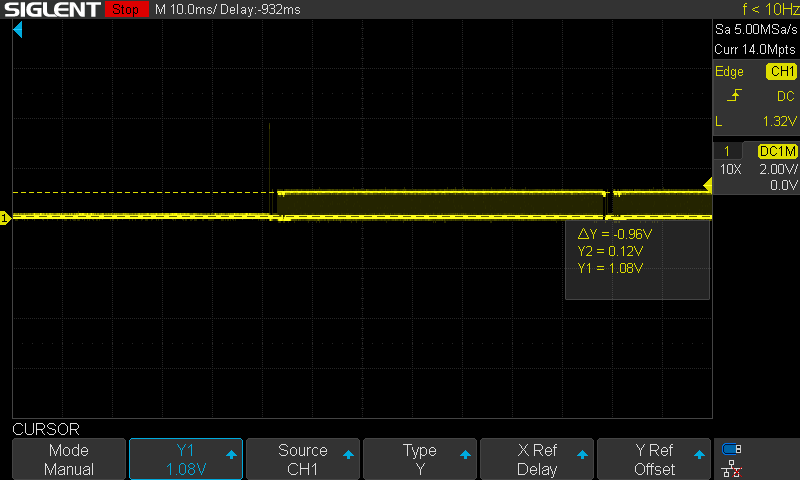 SIGLENT Stop M 10.0ms/ Delay:-932ms f < 10Hz
Sa 5.00MSa/s
Curr 14.0Mpts
Edge CH1
DC
L 1.32V
1 DC1M
10X 2.00V/
0.0V
1
△Y = -0.96V
Y2 = 0.12V
Y1 = 1.08V
CURSOR
Mode
Manual
Y1
1.08V
Source
CH1
Type
Y
X Ref
Delay
Y Ref
Offset